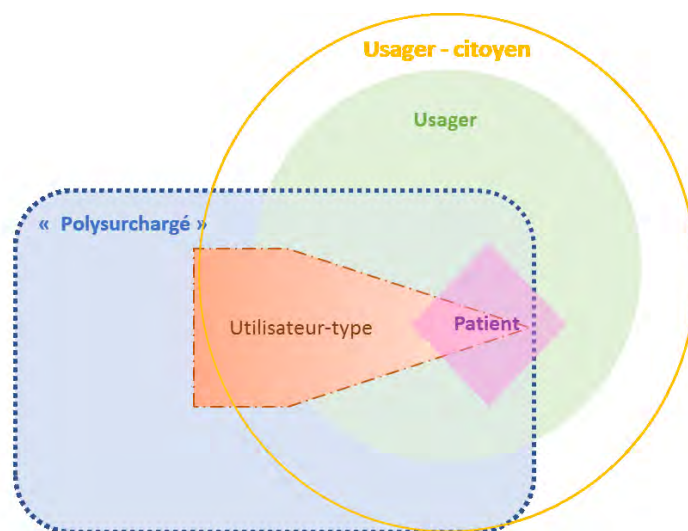 Usager - citoyen
Usager
«  Polysurchargé »
Utilisateur-type
Patient